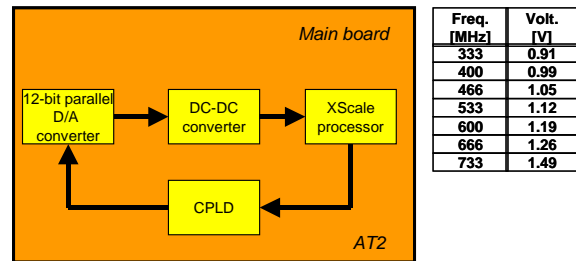 Main board
12-bit parallel
D/A
converter
DC-DC
converter
XScale
processor
CPLD
AT2
Freq. Volt.
[MHz] [V]
333 0.91
400 0.99
466 1.05
533 1.12
600 1.19
666 1.26
733 1.49